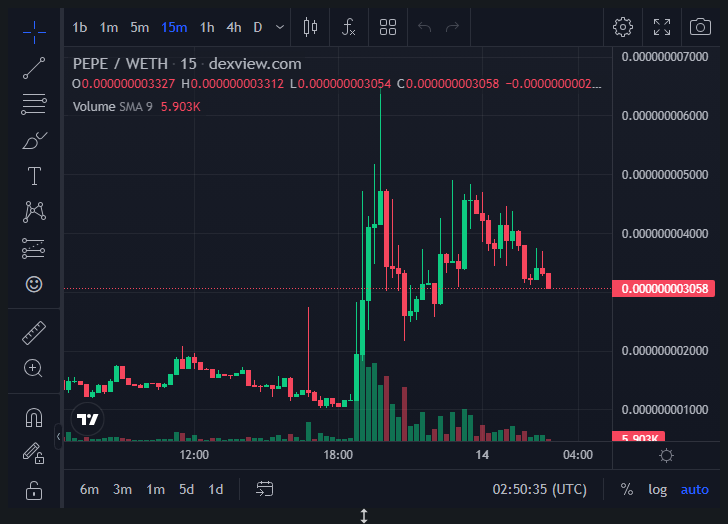 1b 1m 5m 15m 1h 4h D
PEPE / WETH · 15 · dexview.com
O0.000000003327 H0.000000003312 L0.000000003054 C0.000000003058 −0.0000000002...
Volume SMA 9 5.903K
0.000000007000
0.000000006000
0.000000005000
0.000000004000
0.000000003058
0.000000002000
0.000000001000
5.903K
12:00 18:00 14 04:00
6m 3m 1m 5d 1d 02:50:35 (UTC) % log auto